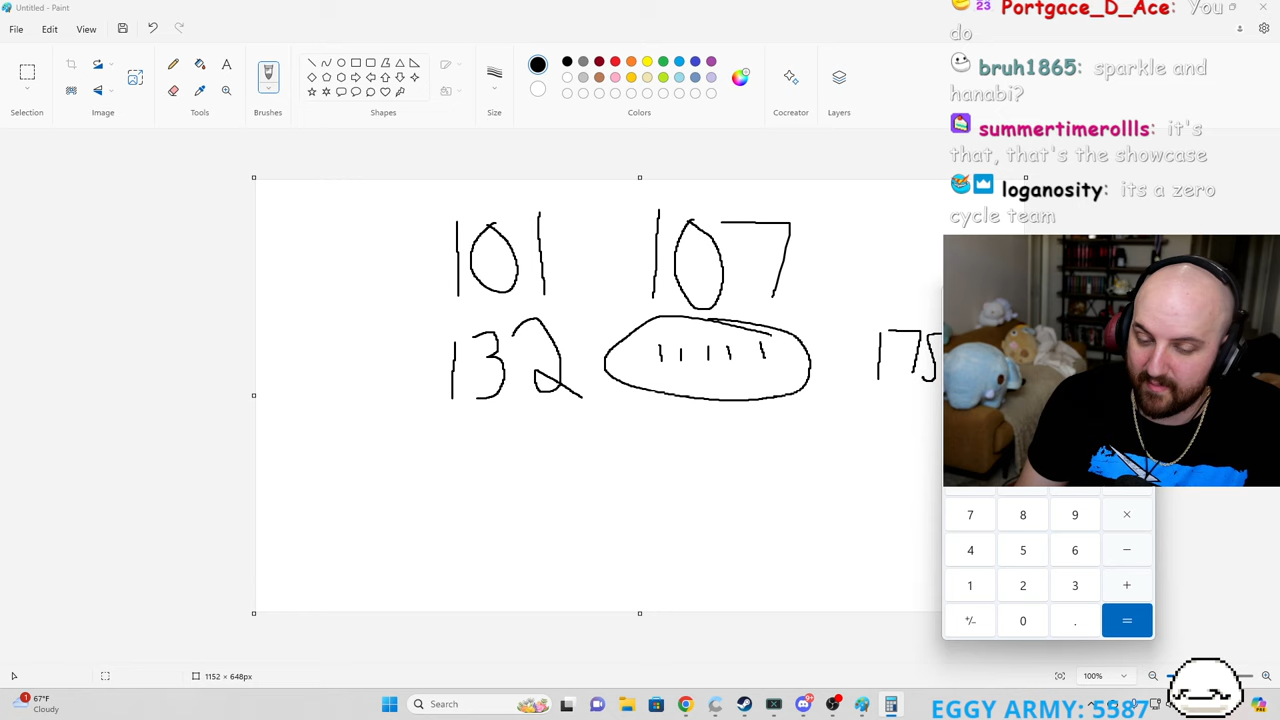 Untitled - Paint
File Edit View
Portgace_D_Ace: You
do
bruh1865: sparkle and
hanabi?
summertimerollls: it's
that, that's the showcase
loganosity: its a zero
cycle team
Selection Image Tools Brushes Shapes Size Colors Cocreator Layers
101 107
132
7 8 9 ×
4 5 6 −
1 2 3 +
+/− 0 . =
1152 × 648px
100%
67°F
Cloudy
Search
EGGY ARMY: 5587